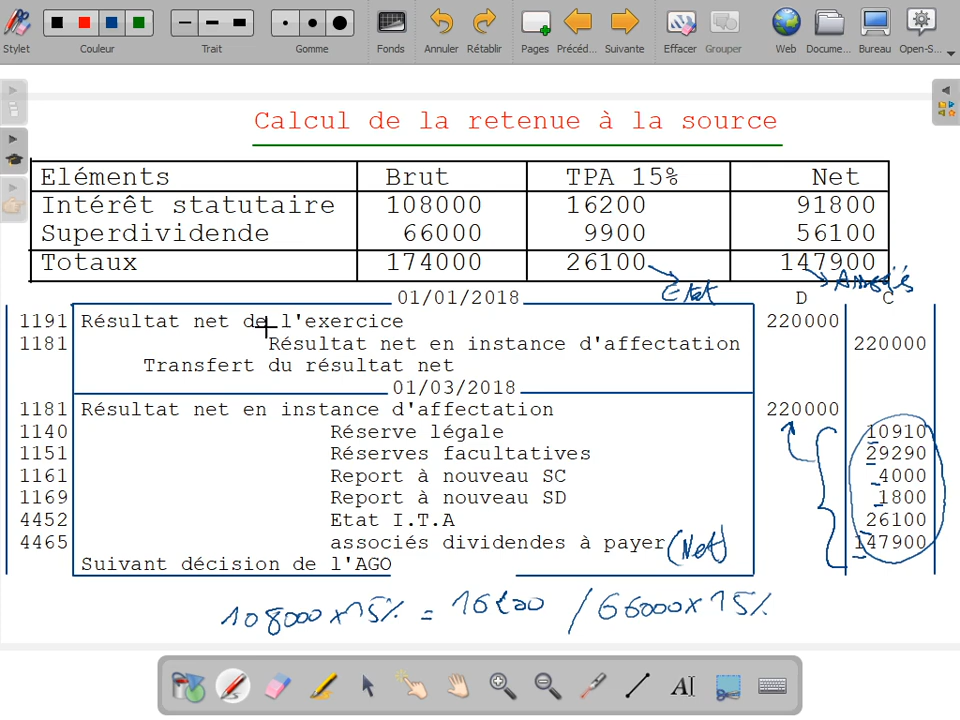 Stylet Couleur Trait Gomme Fonds Annuler Rétablir Pages Précéd... Suivante Effacer Grouper Web Docume... Bureau Open-S...
Calcul de la retenue à la source
Eléments Brut TPA 15% Net
Intérêt statutaire 108000 16200 91800
Superdividende 66000 9900 56100
Totaux 174000 26100 147900
Etat Associés
01/01/2018 D C
1191 Résultat net de l'exercice 220000
1181 Résultat net en instance d'affectation 220000
Transfert du résultat net
01/03/2018
1181 Résultat net en instance d'affectation 220000
1140 Réserve légale 10910
1151 Réserves facultatives 29290
1161 Report à nouveau SC 4000
1169 Report à nouveau SD 1800
4452 Etat I.T.A 26100
4465 associés dividendes à payer (Net) 147900
Suivant décision de l'AGO
108000 x 15% = 16200 / 66000 x 15%